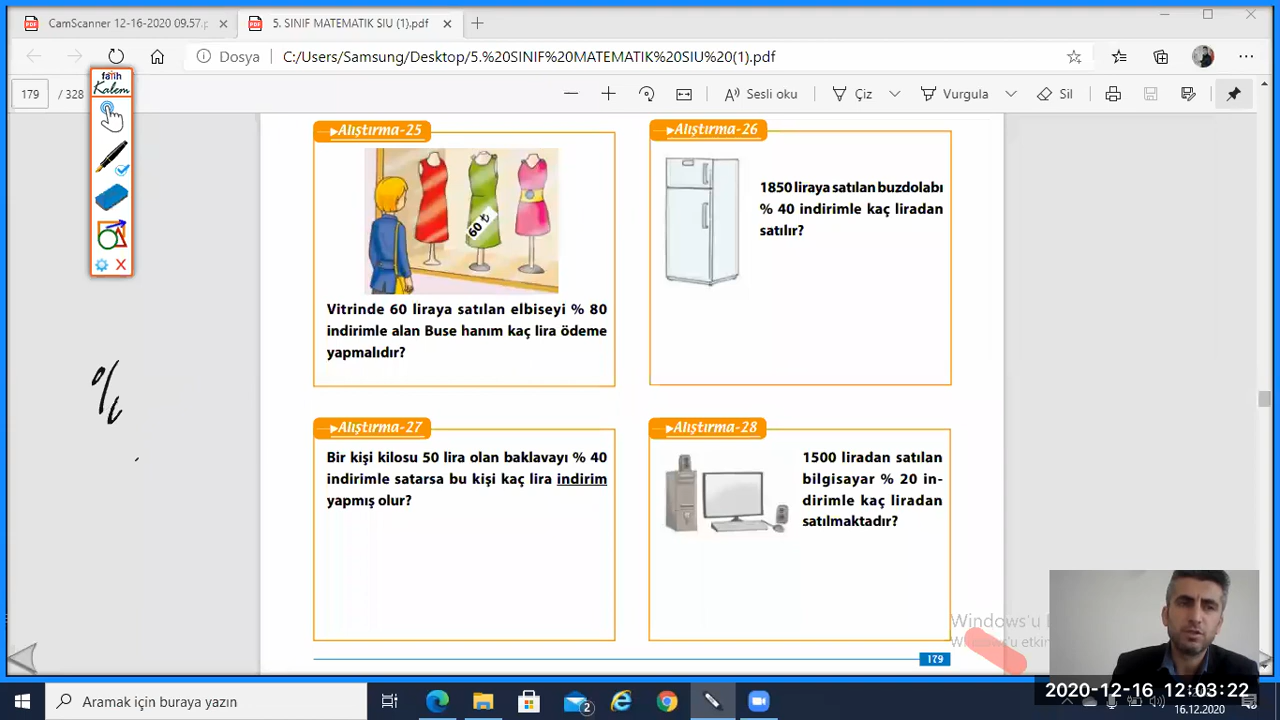 CamScanner 12-16-2020 09.57.p
5. SINIF MATEMATIK SIU (1).pdf
Dosya
C:/Users/Samsung/Desktop/5.%20SINIF%20MATEMATIK%20SIU%20(1).pdf
179 / 328
Sesli oku
Çiz
Vurgula
Sil
fatih
Kalem
Alıştırma-25
60 ₺
Vitrinde 60 liraya satılan elbiseyi % 80
indirimle alan Buse hanım kaç lira ödeme
yapmalıdır?
Alıştırma-26
1850 liraya satılan buzdolabı
% 40 indirimle kaç liradan
satılır?
%
Alıştırma-27
Bir kişi kilosu 50 lira olan baklavayı % 40
indirimle satarsa bu kişi kaç lira indirim
yapmış olur?
Alıştırma-28
1500 liradan satılan
bilgisayar % 20 in-
dirimle kaç liradan
satılmaktadır?
179
Windows'u
Windows'u etkin
2020-12-16 12:03:22
Aramak için buraya yazın
2
16.12.2020